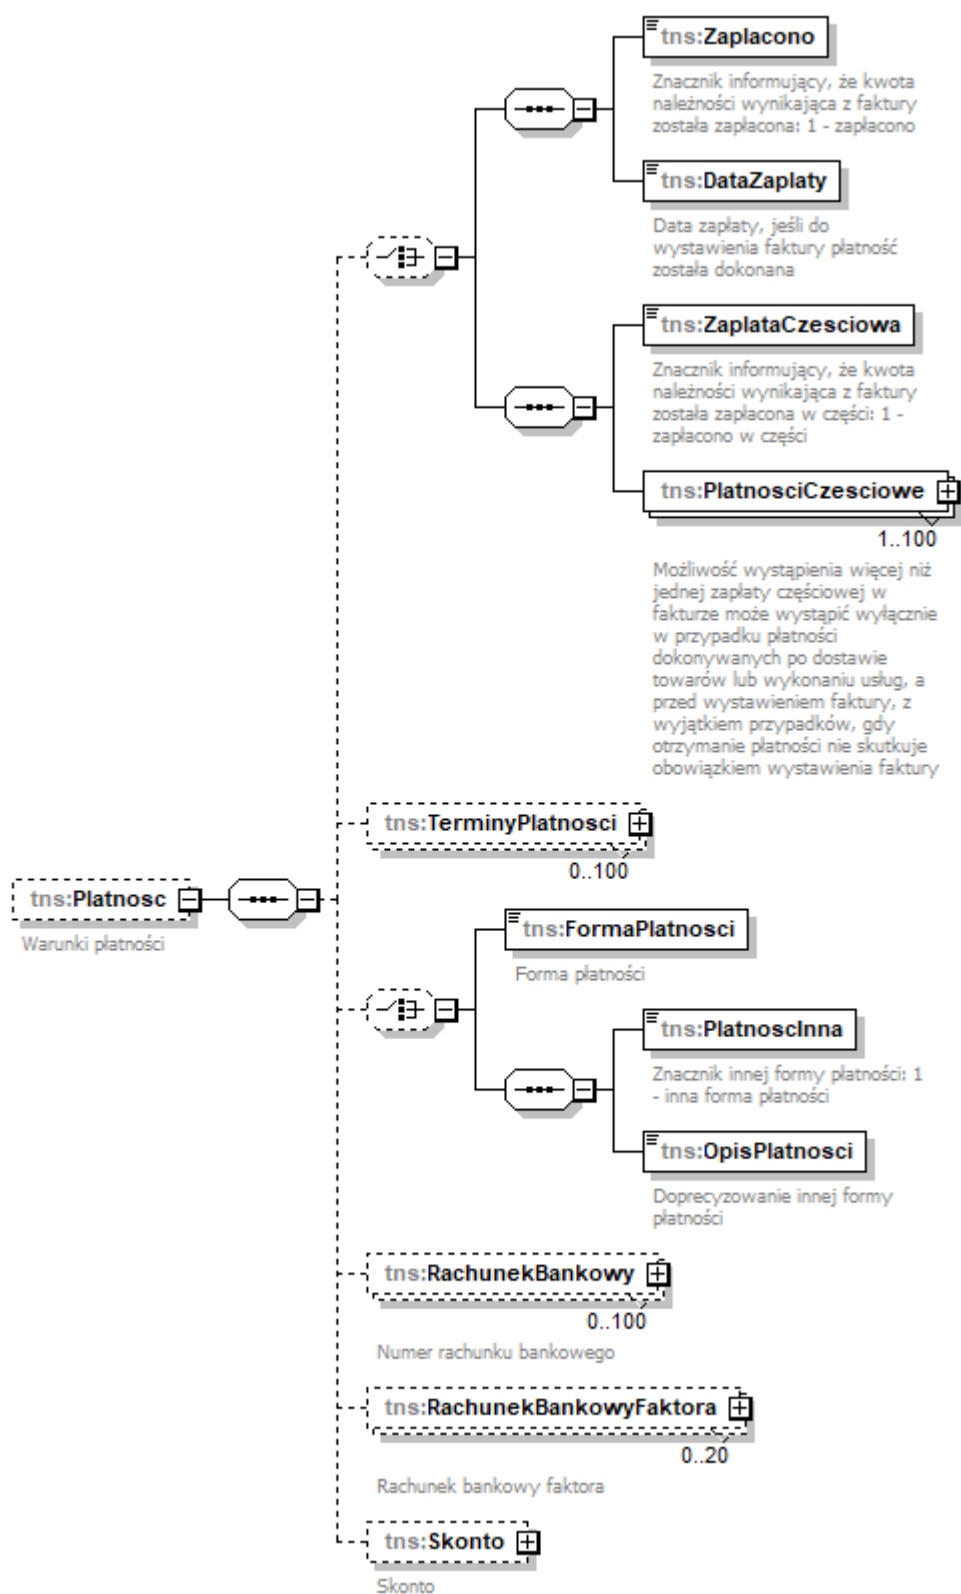 tns:Zaplacono
Znacznik informujący, że kwota
należności wynikająca z faktury
została zapłacona: 1 - zapłacono
tns:DataZaplaty
Data zapłaty, jeśli do
wystawienia faktury płatność
została dokonana
tns:ZaplataCzesciowa
Znacznik informujący, że kwota
należności wynikająca z faktury
została zapłacona w części: 1 -
zapłacono w części
tns:PlatnosciCzesciowe
1..100
Możliwość wystąpienia więcej niż
jednej zapłaty częściowej w
fakturze może wystąpić wyłącznie
w przypadku płatności
dokonywanych po dostawie
towarów lub wykonaniu usług, a
przed wystawieniem faktury, z
wyjątkiem przypadków, gdy
otrzymanie płatności nie skutkuje
obowiązkiem wystawienia faktury
tns:TerminyPlatnosci
0..100
tns:Platnosc
Warunki płatności
tns:FormaPlatnosci
Forma płatności
tns:PlatnoscInna
Znacznik innej formy płatności: 1
- inna forma płatności
tns:OpisPlatnosci
Doprecyzowanie innej formy
płatności
tns:RachunekBankowy
0..100
Numer rachunku bankowego
tns:RachunekBankowyFaktora
0..20
Rachunek bankowy faktora
tns:Skonto
Skonto